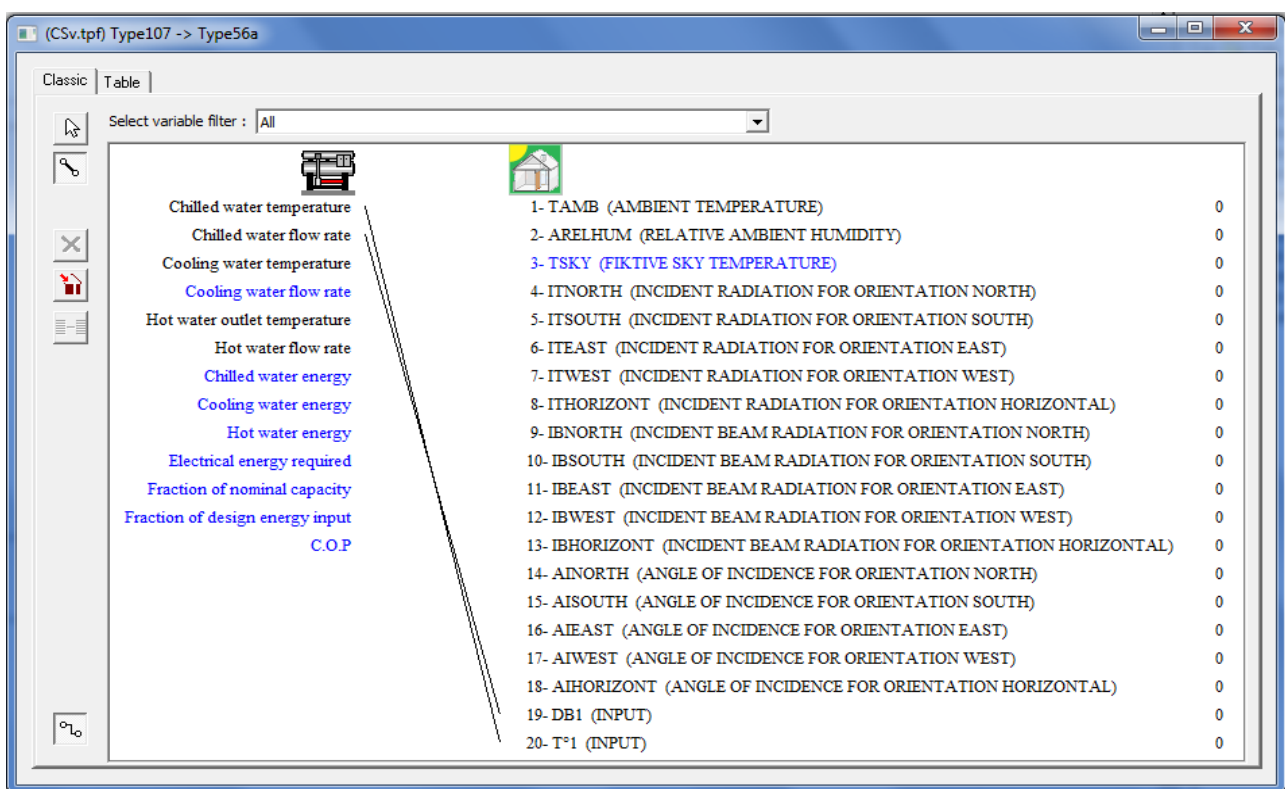 (CSv.tpf) Type107 -> Type56a
Classic Table
Select variable filter : All
Chilled water temperature 1- TAMB (AMBIENT TEMPERATURE) 0
Chilled water flow rate 2- ARELHUM (RELATIVE AMBIENT HUMIDITY) 0
Cooling water temperature 3- TSKY (FIKTIVE SKY TEMPERATURE) 0
Cooling water flow rate 4- ITNORTH (INCIDENT RADIATION FOR ORIENTATION NORTH) 0
Hot water outlet temperature 5- ITSOUTH (INCIDENT RADIATION FOR ORIENTATION SOUTH) 0
Hot water flow rate 6- ITEAST (INCIDENT RADIATION FOR ORIENTATION EAST) 0
Chilled water energy 7- ITWEST (INCIDENT RADIATION FOR ORIENTATION WEST) 0
Cooling water energy 8- ITHORIZONT (INCIDENT RADIATION FOR ORIENTATION HORIZONTAL) 0
Hot water energy 9- IBNORTH (INCIDENT BEAM RADIATION FOR ORIENTATION NORTH) 0
Electrical energy required 10- IBSOUTH (INCIDENT BEAM RADIATION FOR ORIENTATION SOUTH) 0
Fraction of nominal capacity 11- IBEAST (INCIDENT BEAM RADIATION FOR ORIENTATION EAST) 0
Fraction of design energy input 12- IBWEST (INCIDENT BEAM RADIATION FOR ORIENTATION WEST) 0
C.O.P 13- IBHORIZONT (INCIDENT BEAM RADIATION FOR ORIENTATION HORIZONTAL) 0
14- AINORTH (ANGLE OF INCIDENCE FOR ORIENTATION NORTH) 0
15- AISOUTH (ANGLE OF INCIDENCE FOR ORIENTATION SOUTH) 0
16- AIEAST (ANGLE OF INCIDENCE FOR ORIENTATION EAST) 0
17- AIWEST (ANGLE OF INCIDENCE FOR ORIENTATION WEST) 0
18- AIHORIZONT (ANGLE OF INCIDENCE FOR ORIENTATION HORIZONTAL) 0
19- DB1 (INPUT) 0
20- T°1 (INPUT) 0